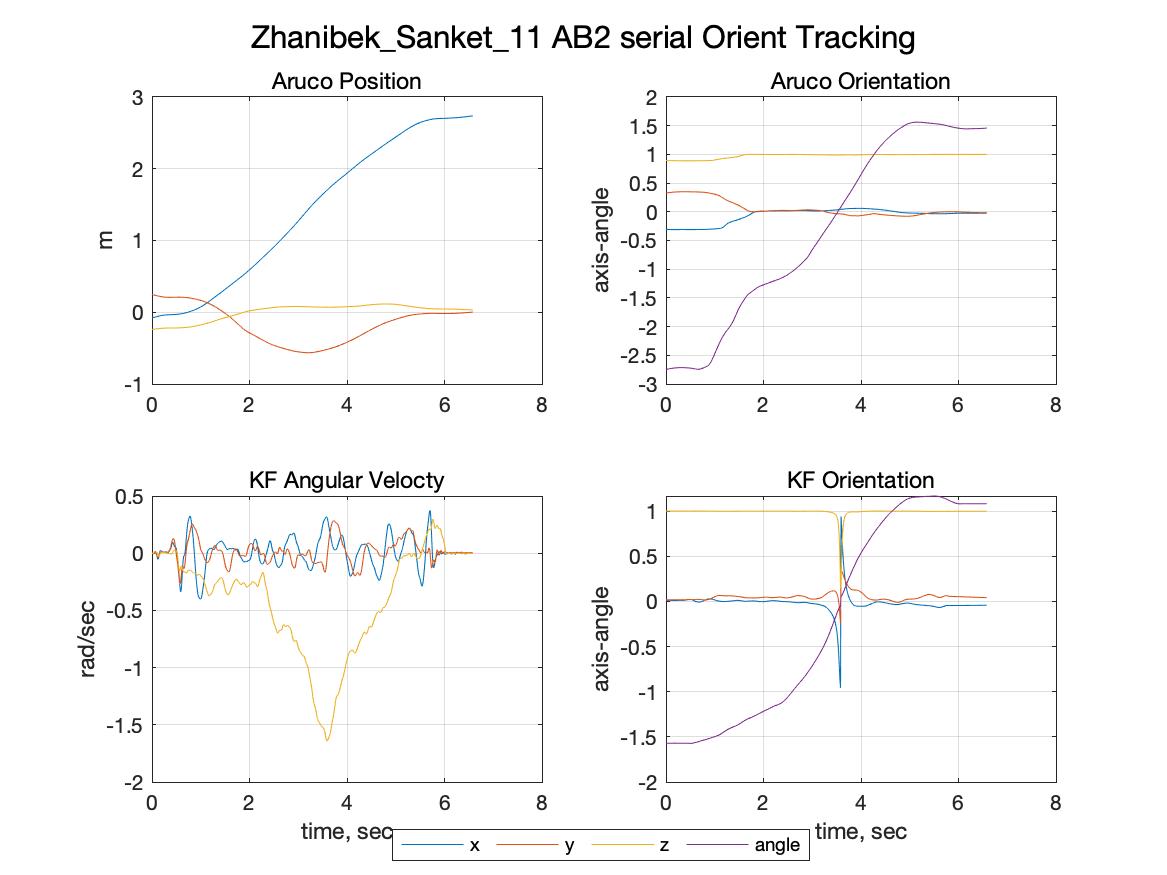 Zhanibek_Sanket_11 AB2 serial Orient Tracking
Aruco Position
3
2
1
0
-1
m
0 2 4 6 8
Aruco Orientation
2
1.5
1
0.5
0
-0.5
-1
-1.5
-2
-2.5
-3
axis-angle
0 2 4 6 8
KF Angular Velocty
0.5
0
-0.5
-1
-1.5
-2
rad/sec
0 2 4 6 8
time, sec
KF Orientation
1
0.5
0
-0.5
-1
-1.5
-2
axis-angle
0 2 4 6 8
time, sec
x y z angle